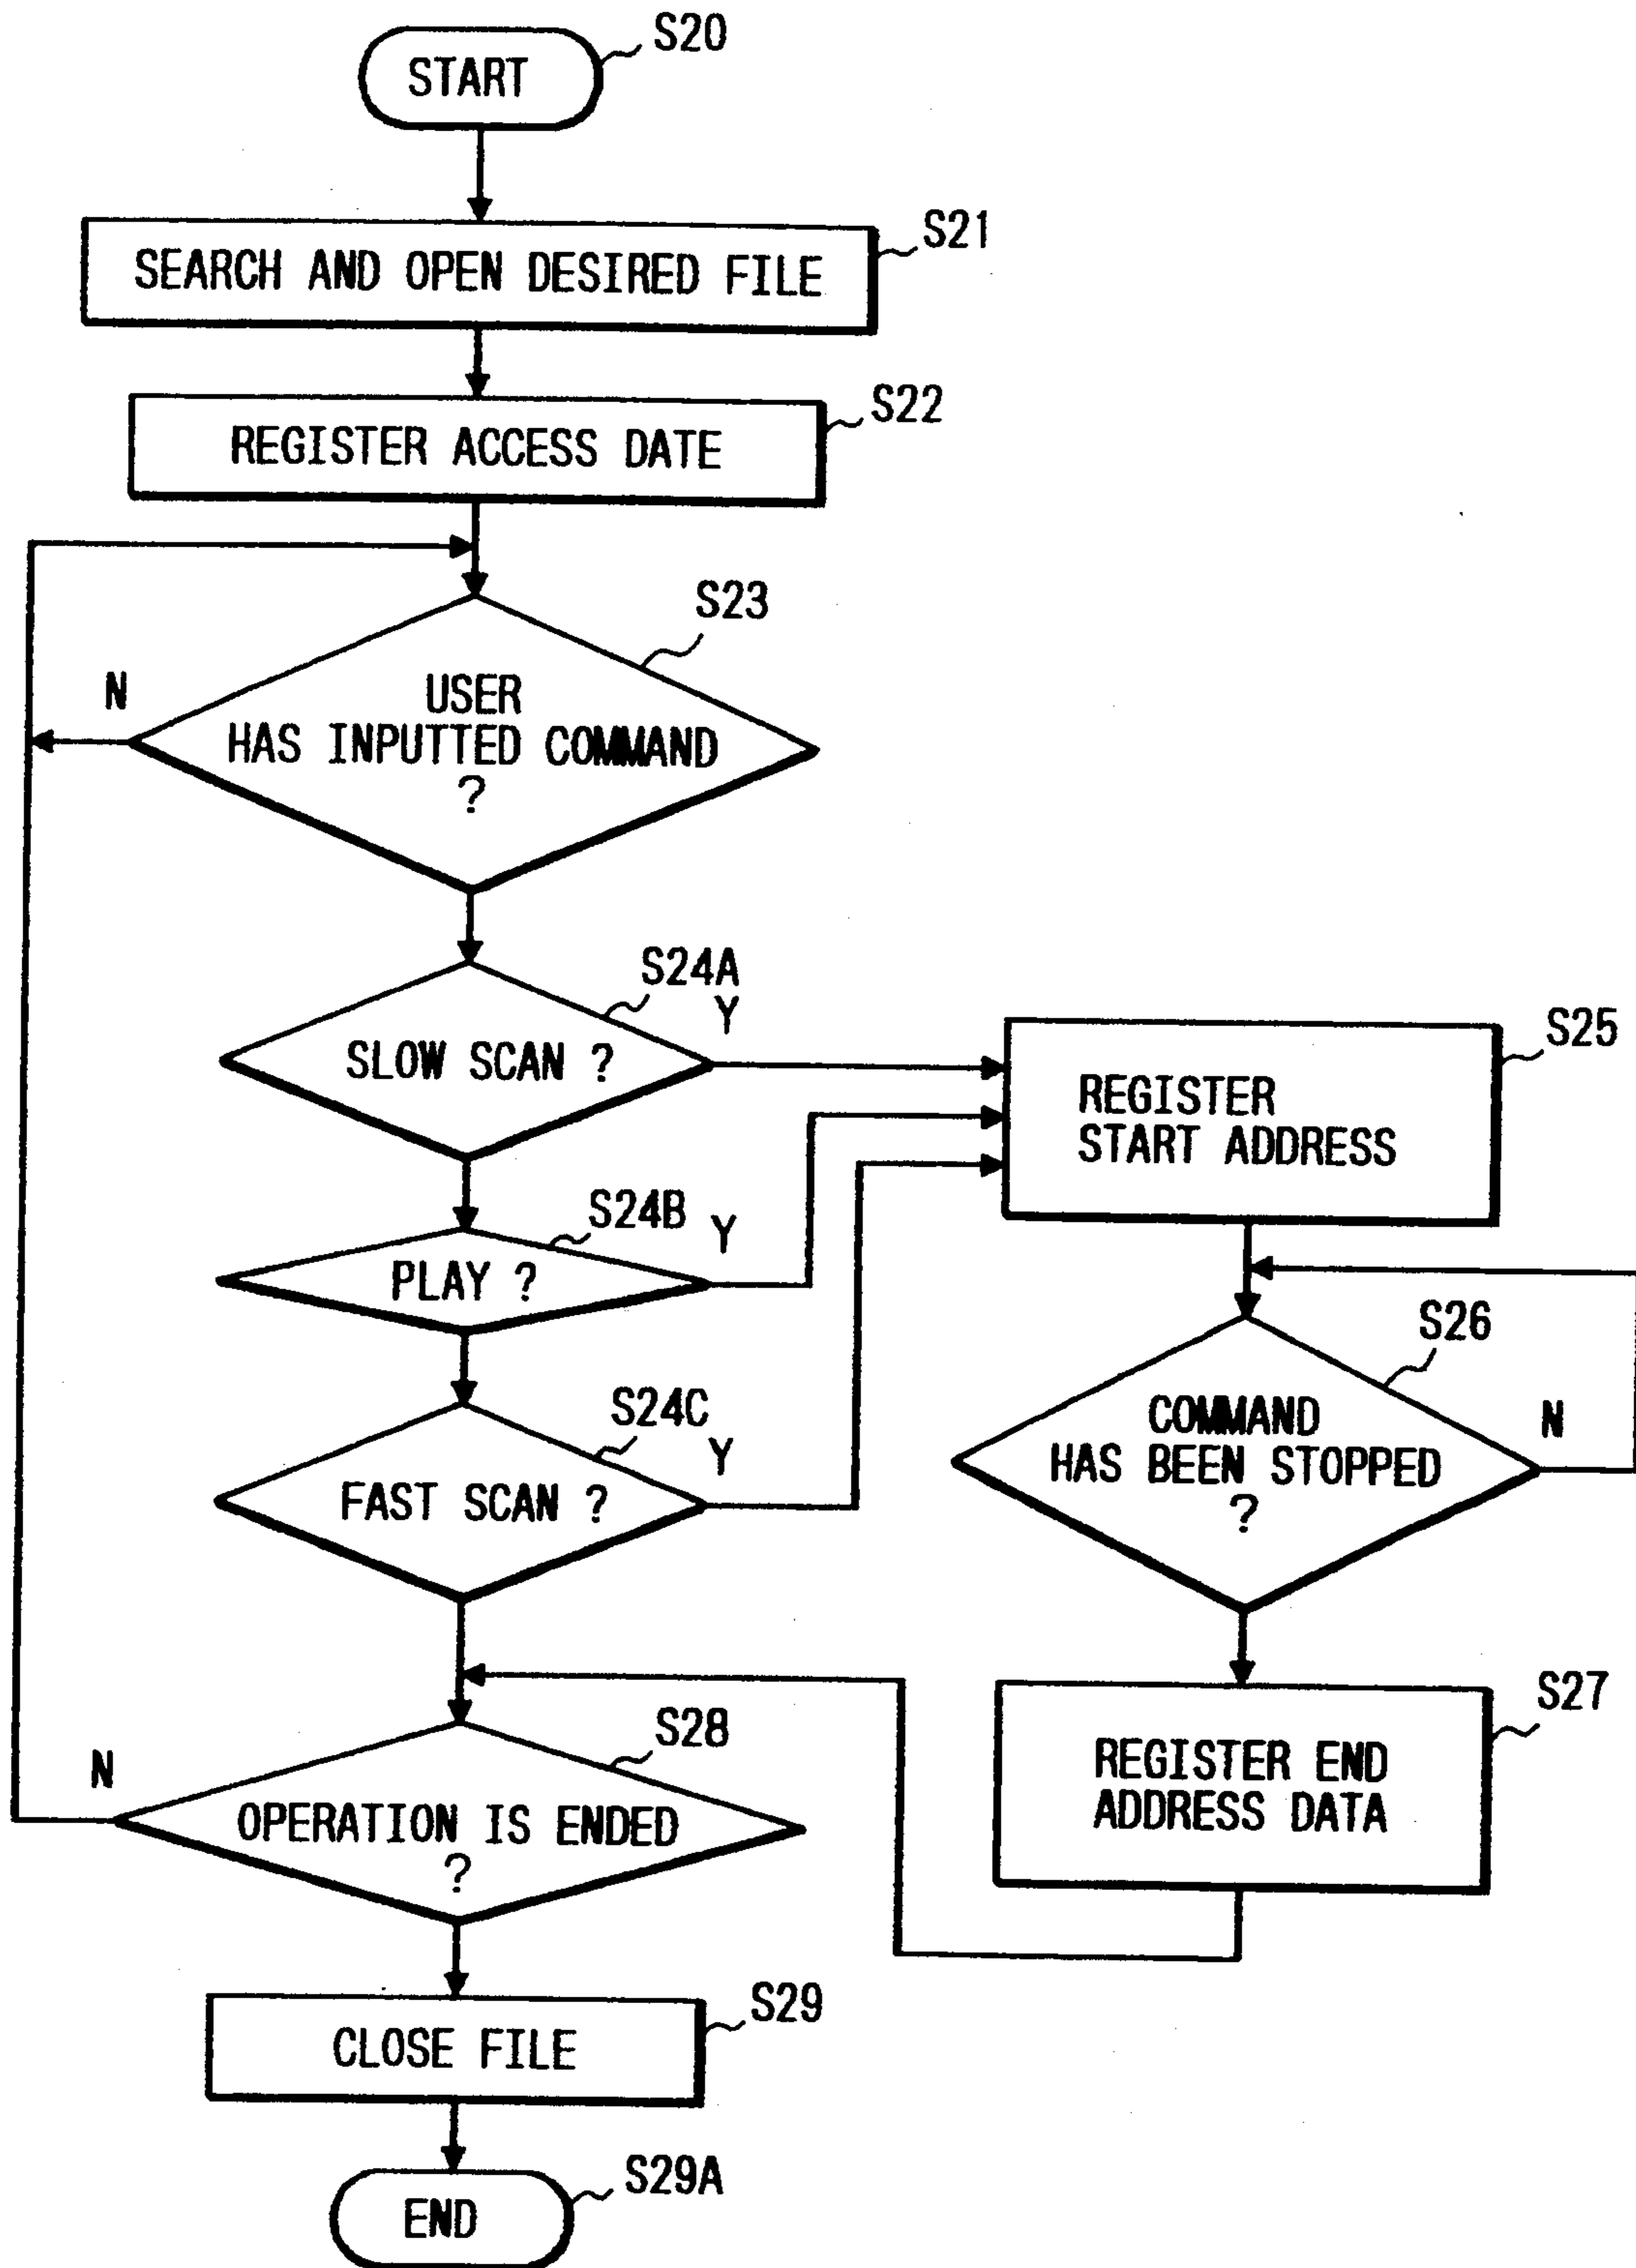 S20
START
S21
SEARCH AND OPEN DESIRED FILE
S22
REGISTER ACCESS DATE
S23
N
USER
HAS INPUTTED COMMAND
?
S24A
Y
SLOW SCAN ?
S25
REGISTER
START ADDRESS
S24B
Y
PLAY ?
S26
COMMAND
HAS BEEN STOPPED
?
N
S24C
Y
FAST SCAN ?
S27
REGISTER END
ADDRESS DATA
S28
N
OPERATION IS ENDED
?
S29
CLOSE FILE
S29A
END